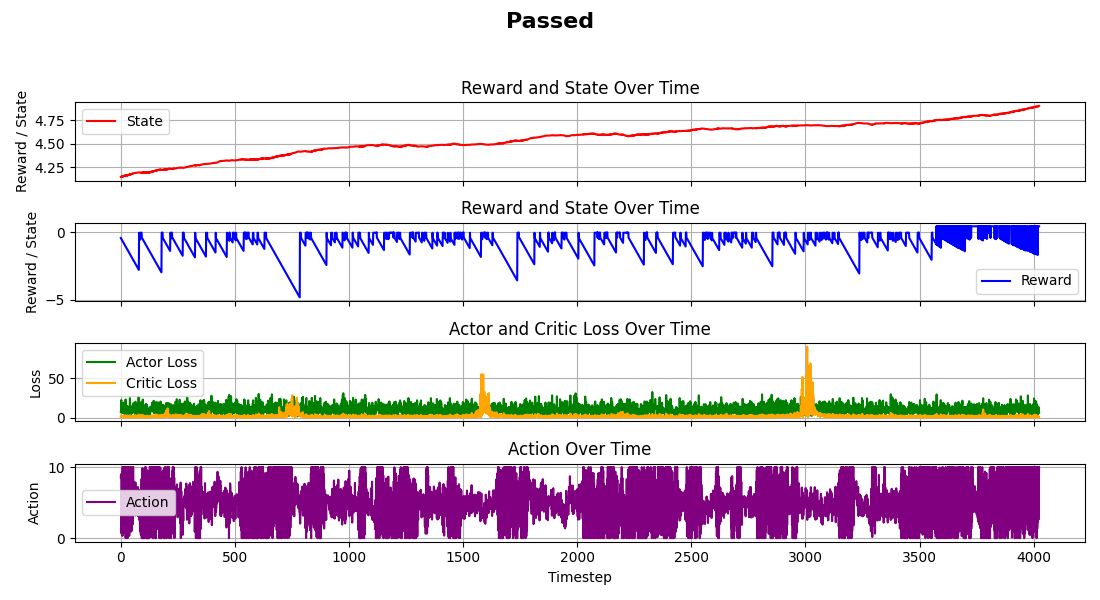 Passed
Reward and State Over Time
Reward / State
4.75
4.50
4.25
State
Reward and State Over Time
Reward / State
0
−5
Reward
Actor and Critic Loss Over Time
Loss
50
0
Actor Loss
Critic Loss
Action Over Time
Action
10
0
Action
0 500 1000 1500 2000 2500 3000 3500 4000
Timestep